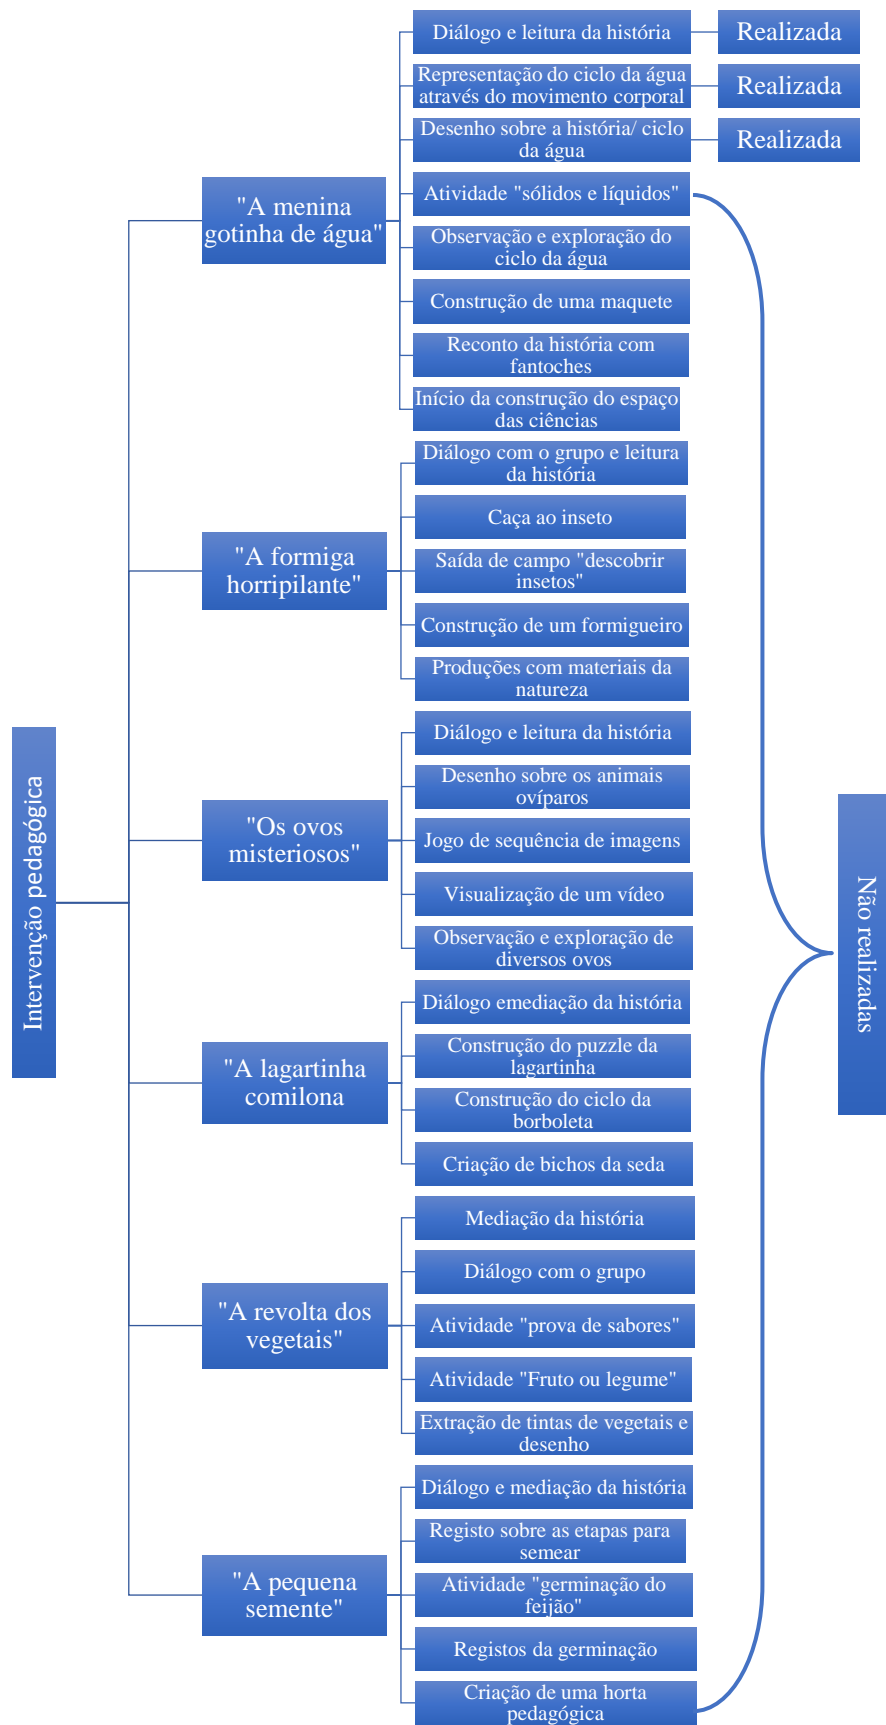 Intervenção pedagógica
"A menina
gotinha de água"
Diálogo e leitura da história
Realizada
Representação do ciclo da água
através do movimento corporal
Realizada
Desenho sobre a história/ ciclo
da água
Realizada
Atividade "sólidos e líquidos"
Observação e exploração do
ciclo da água
Construção de uma maquete
Reconto da história com
fantoches
Início da construção do espaço
das ciências
"A formiga
horripilante"
Diálogo com o grupo e leitura
da história
Caça ao inseto
Saída de campo "descobrir
insetos"
Construção de um formigueiro
Produções com materiais da
natureza
"Os ovos
misteriosos"
Diálogo e leitura da história
Desenho sobre os animais
ovíparos
Jogo de sequência de imagens
Visualização de um vídeo
Observação e exploração de
diversos ovos
"A lagartinha
comilona
Diálogo emediação da história
Construção do puzzle da
lagartinha
Construção do ciclo da
borboleta
Criação de bichos da seda
"A revolta dos
vegetais"
Mediação da história
Diálogo com o grupo
Atividade "prova de sabores"
Atividade "Fruto ou legume"
Extração de tintas de vegetais e
desenho
"A pequena
semente"
Diálogo e mediação da história
Registo sobre as etapas para
semear
Atividade "germinação do
feijão"
Registos da germinação
Criação de uma horta
pedagógica
Não realizadas